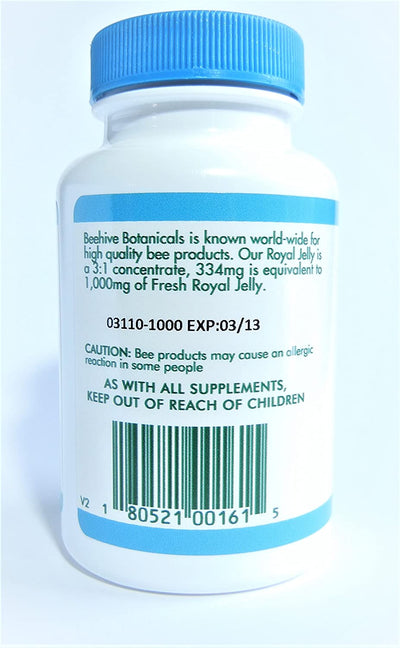 Beehive Botanicals is known world-wide for
high quality bee products. Our Royal Jelly is
a 3:1 concentrate, 334mg is equivalent to
1,000mg of Fresh Royal Jelly.
03110-1000 EXP:03/13
CAUTION: Bee products may cause an allergic
reaction in some people
AS WITH ALL SUPPLEMENTS,
KEEP OUT OF REACH OF CHILDREN
V2 1 80521 00161 5